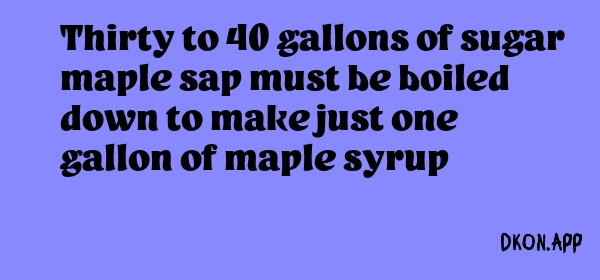 Thirty to 40 gallons of sugar
maple sap must be boiled
down to make just one
gallon of maple syrup
DKON.APP